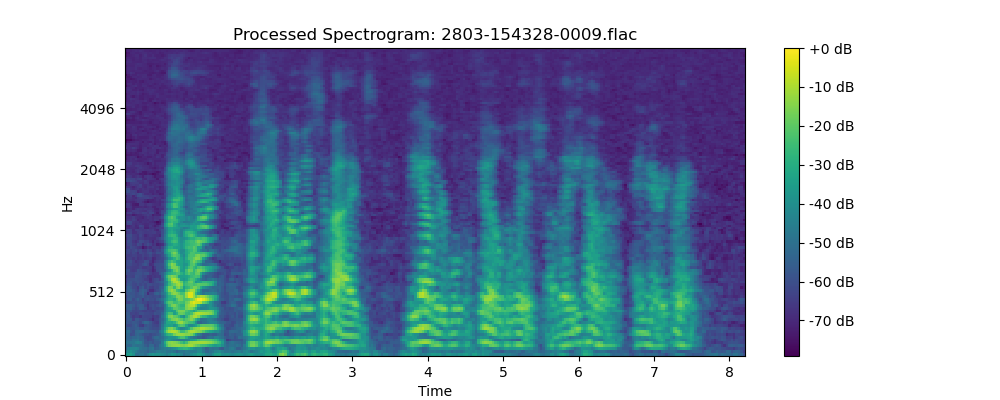 Processed Spectrogram: 2803-154328-0009.flac
+0 dB
-10 dB
-20 dB
-30 dB
-40 dB
-50 dB
-60 dB
-70 dB
Hz
4096
2048
1024
512
0
0 1 2 3 4 5 6 7 8
Time